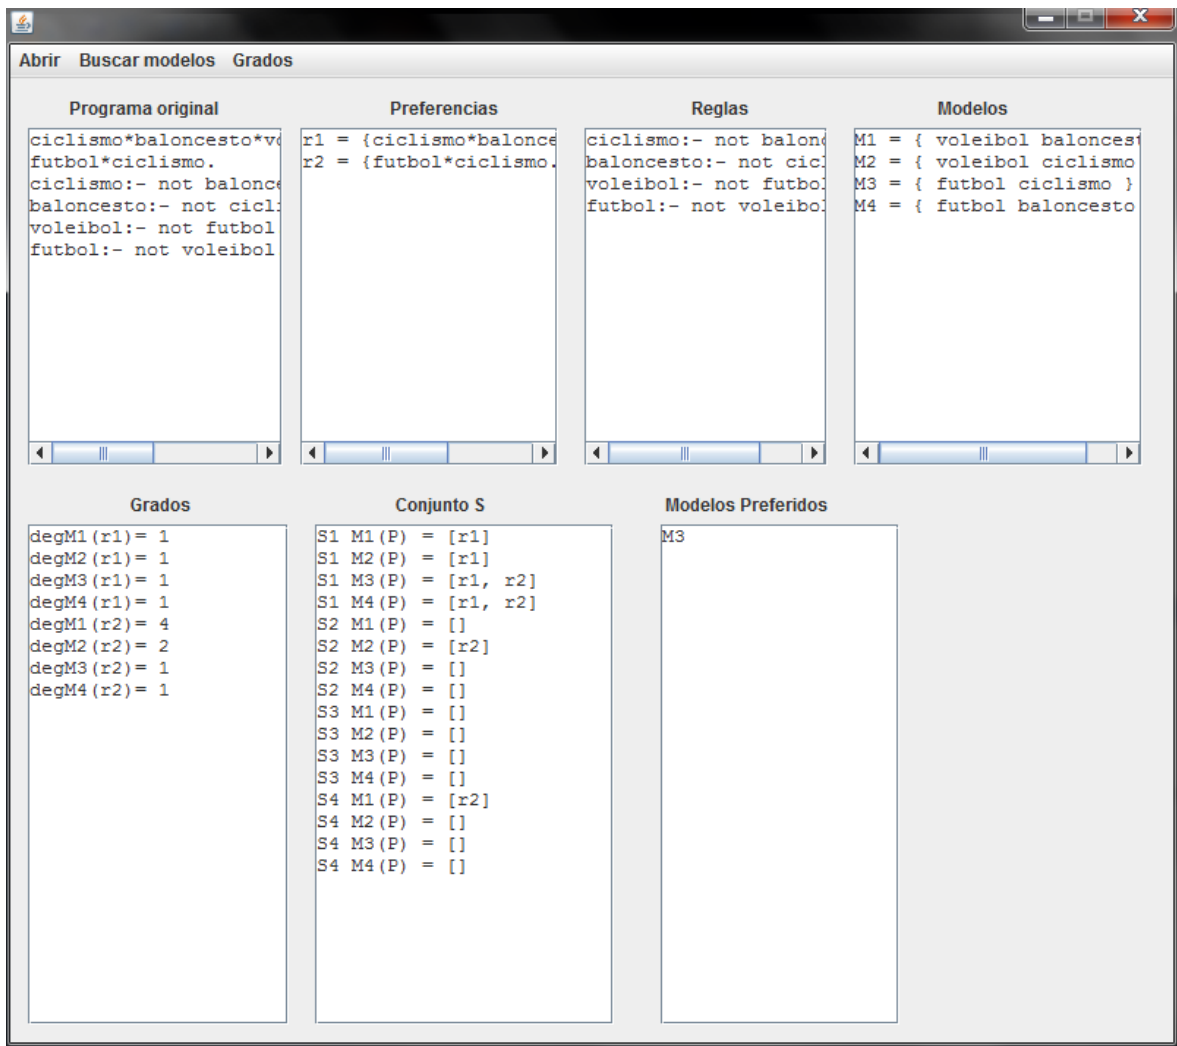 Abrir Buscar modelos Grados
Programa original
ciclismo*baloncesto*vo
futbol*ciclismo.
ciclismo:- not balonce
baloncesto:- not cicl
voleibol:- not futbol
futbol:- not voleibol
Preferencias
r1 = {ciclismo*balonce
r2 = {futbol*ciclismo.
Reglas
ciclismo:- not balon
baloncesto:- not cicl
voleibol:- not futbol
futbol:- not voleibol
Modelos
M1 = { voleibol baloncest
M2 = { voleibol ciclismo
M3 = { futbol ciclismo }
M4 = { futbol baloncesto
Grados
degM1(r1)= 1
degM2(r1)= 1
degM3(r1)= 1
degM4(r1)= 1
degM1(r2)= 4
degM2(r2)= 2
degM3(r2)= 1
degM4(r2)= 1
Conjunto S
S1 M1(P) = [r1]
S1 M2(P) = [r1]
S1 M3(P) = [r1, r2]
S1 M4(P) = [r1, r2]
S2 M1(P) = []
S2 M2(P) = [r2]
S2 M3(P) = []
S2 M4(P) = []
S3 M1(P) = []
S3 M2(P) = []
S3 M3(P) = []
S3 M4(P) = []
S4 M1(P) = [r2]
S4 M2(P) = []
S4 M3(P) = []
S4 M4(P) = []
Modelos Preferidos
M3